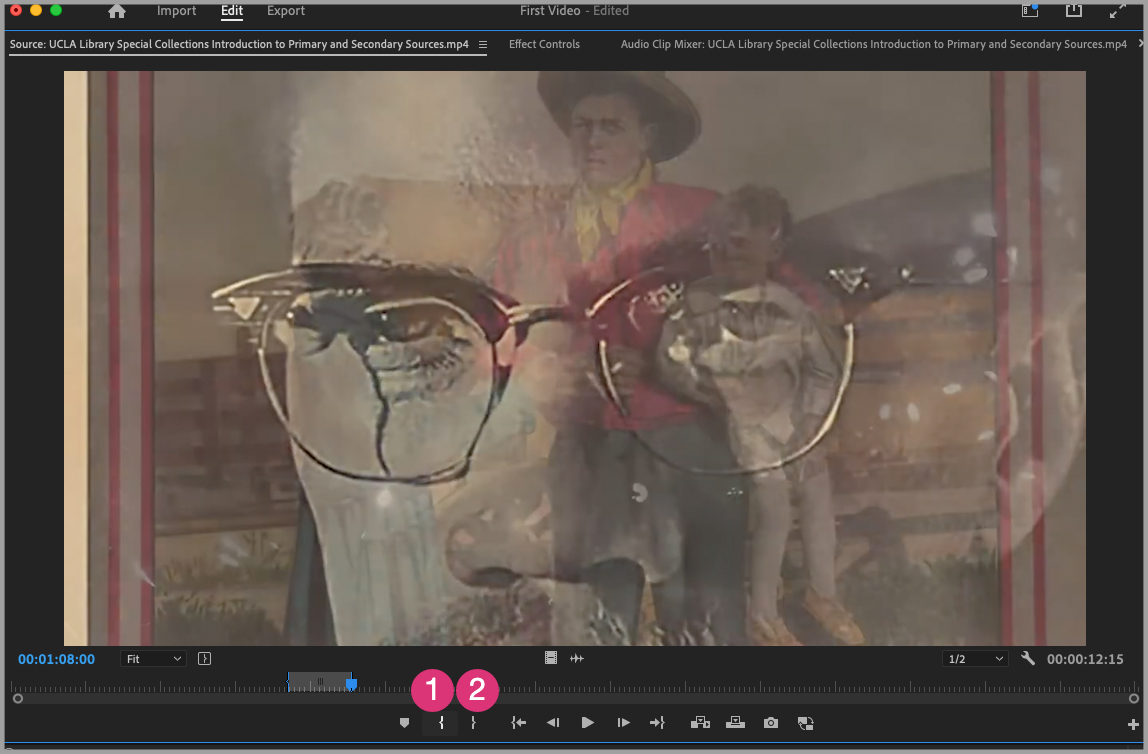 Import Edit Export First Video - Edited
Source: UCLA Library Special Collections Introduction to Primary and Secondary Sources.mp4 Effect Controls Audio Clip Mixer: UCLA Library Special Collections Introduction to Primary and Secondary Sources.mp4
00:01:08:00 Fit 1/2 00:00:12:15
1 2